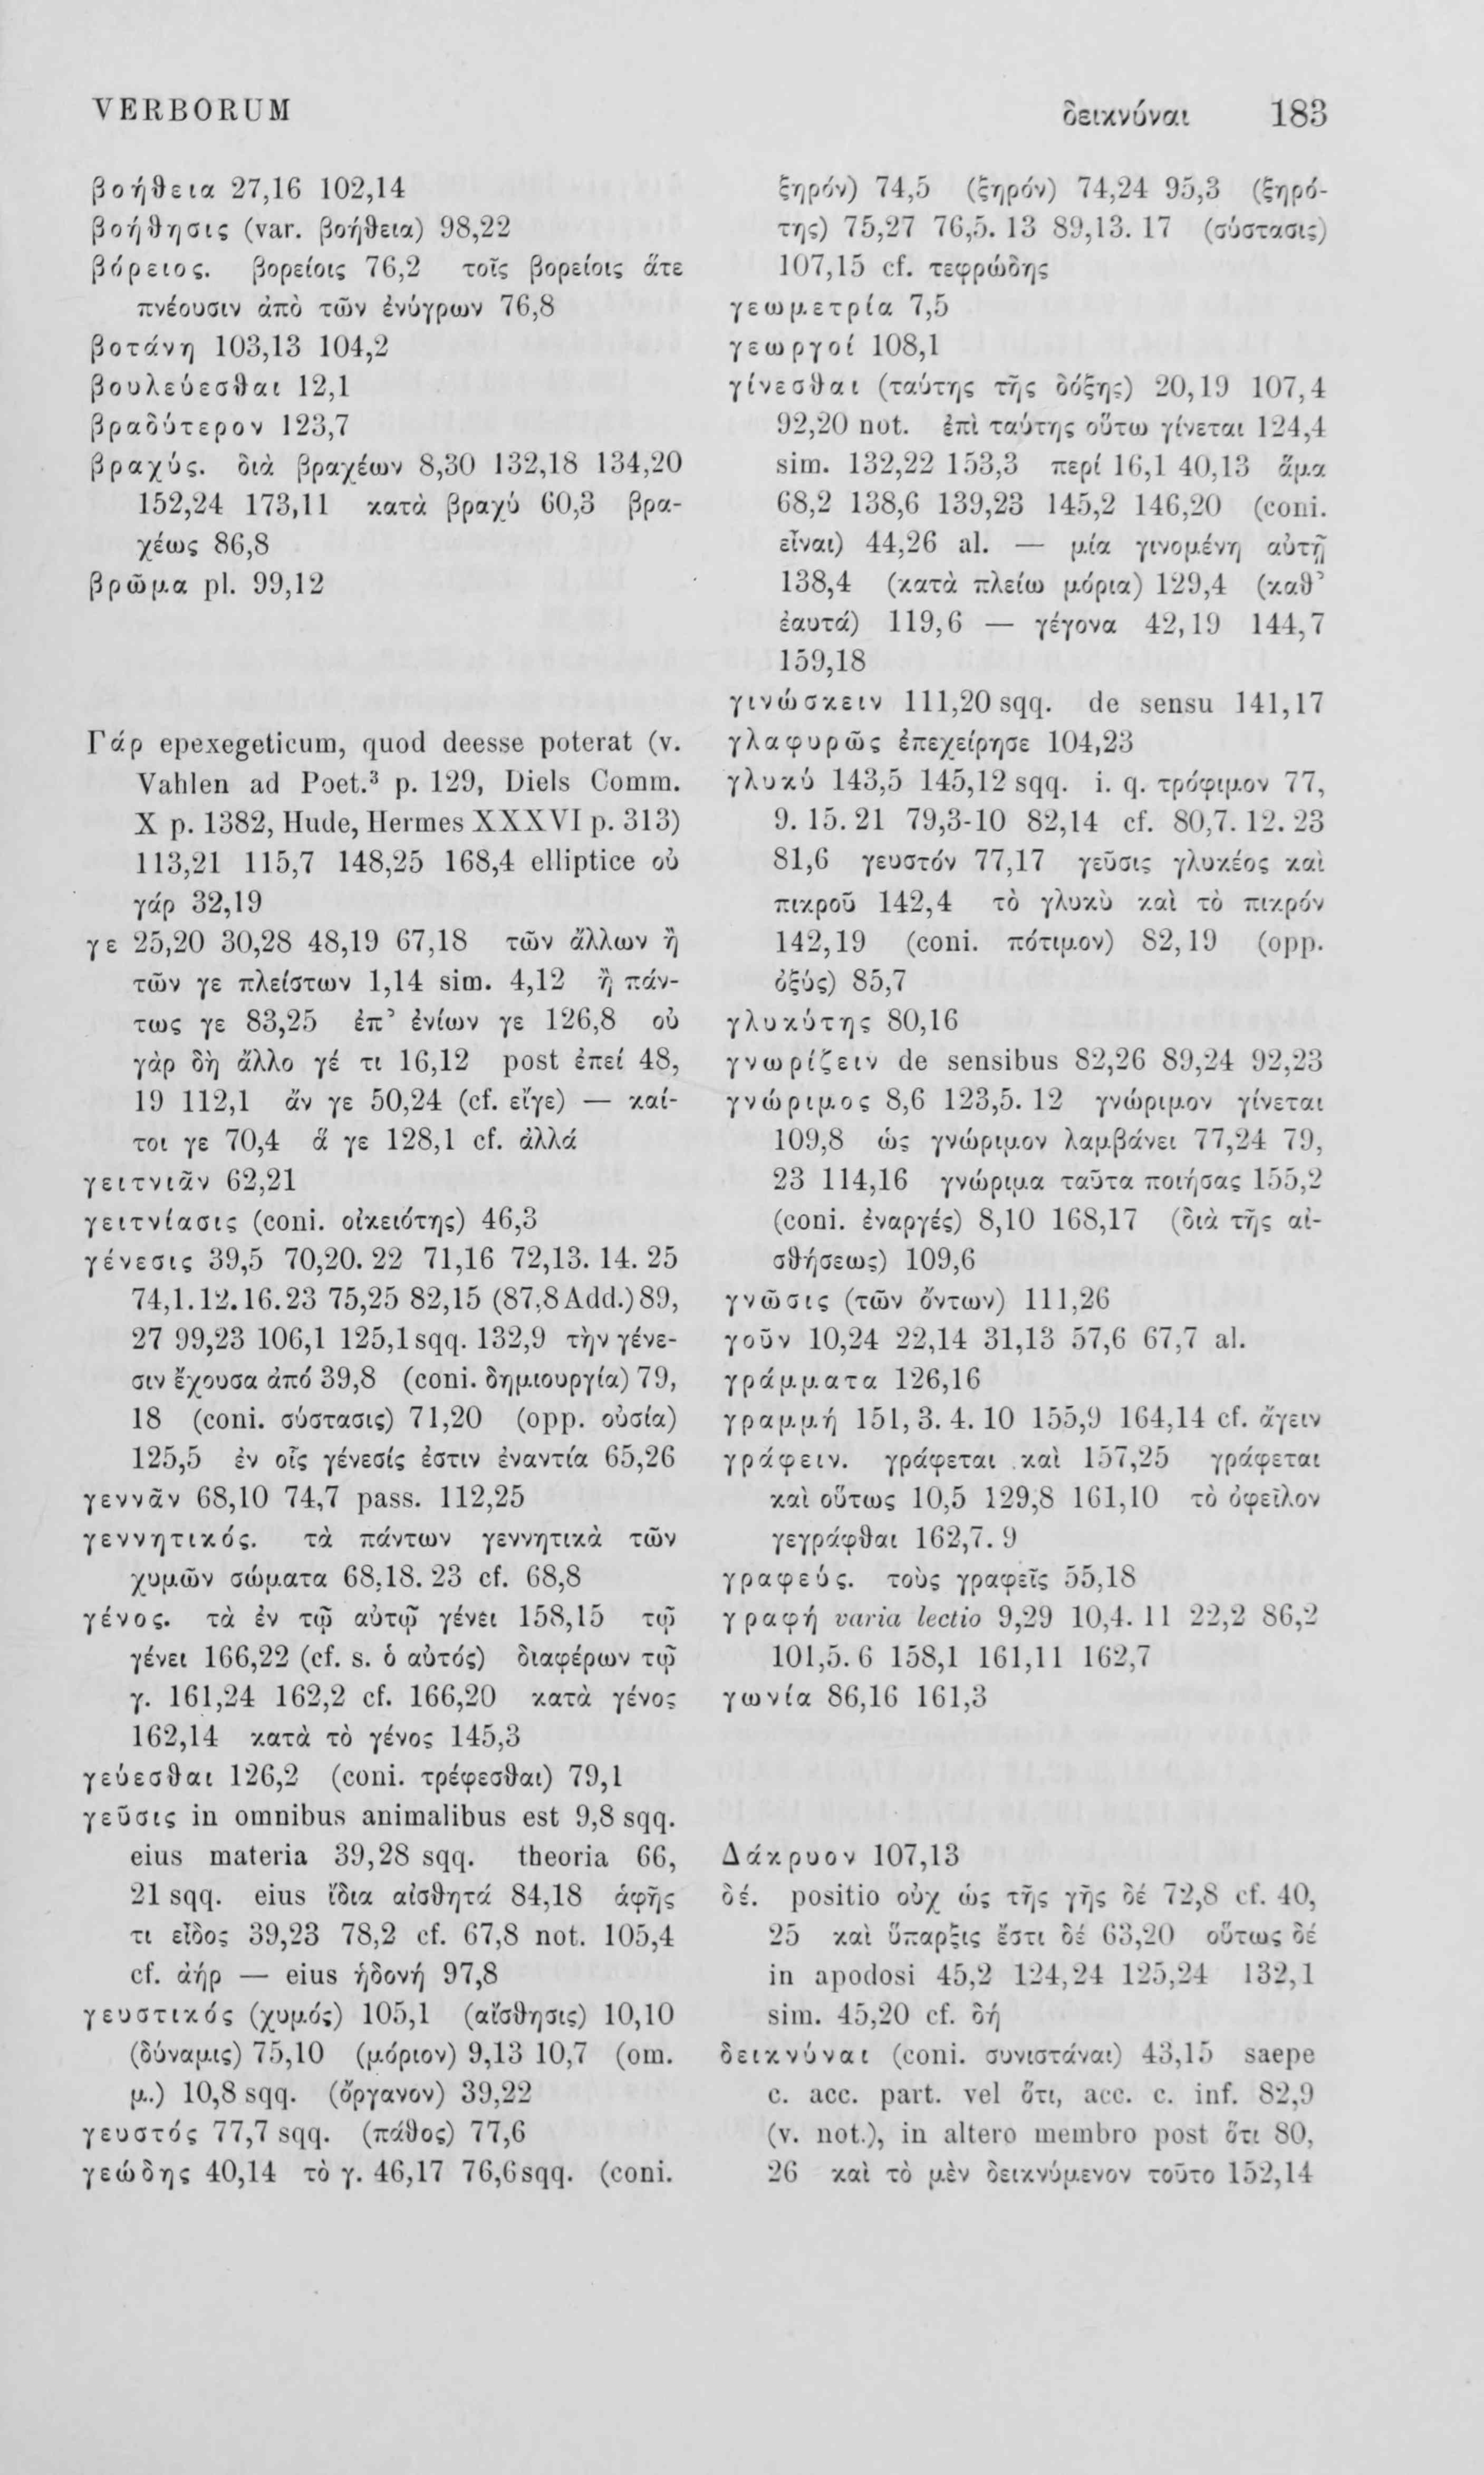 VERBORUM δεικνύναι 183
βοήθεια 27,16 102,14
βοήθησις (var. βοήθεια) 98,22
βόρειος. βορείοις 76,2 τοῖς βορείοις ἅτε
πνέουσιν ἀπὸ τῶν ἐνύγρων 76,8
βοτάνη 103,13 104,2
βουλεύεσθαι 12,1
βραδύτερον 123,7
βραχύς. διὰ βραχέων 8,30 132,18 134,20
152,24 173,11 κατὰ βραχύ 60,3 βρα-
χέως 86,8
βρῶμα pl. 99,12
Γάρ epexegeticum, quod deesse poterat (v.
Vahlen ad Poet.³ p. 129, Diels Comm.
X p. 1382, Hude, Hermes XXXVI p. 313)
113,21 115,7 148,25 168,4 elliptice οὐ
γάρ 32,19
γε 25,20 30,28 48,19 67,18 τῶν ἄλλων ἢ
τῶν γε πλείστων 1,14 sim. 4,12 ἢ πάν-
τως γε 83,25 ἐπ’ ἐνίων γε 126,8 οὐ
γὰρ δὴ ἄλλο γέ τι 16,12 post ἐπεί 48,
19 112,1 ἄν γε 50,24 (cf. εἴγε) — καί-
τοι γε 70,4 ἅ γε 128,1 cf. ἀλλά
γειτνιᾶν 62,21
γειτνίασις (coni. οἰκειότης) 46,3
γένεσις 39,5 70,20. 22 71,16 72,13. 14. 25
74,1. 12. 16. 23 75,25 82,15 (87,8 Add.) 89,
27 99,23 106,1 125,1 sqq. 132,9 τὴν γένε-
σιν ἔχουσα ἀπό 39,8 (coni. δημιουργία) 79,
18 (coni. σύστασις) 71,20 (opp. οὐσία)
125,5 ἐν οἷς γένεσίς ἐστιν ἐναντία 65,26
γεννᾶν 68,10 74,7 pass. 112,25
γεννητικός. τὰ πάντων γεννητικὰ τῶν
χυμῶν σώματα 68,18. 23 cf. 68,8
γένος. τὰ ἐν τῷ αὐτῷ γένει 158,15 τῷ
γένει 166,22 (cf. s. ὁ αὐτός) διαφέρων τῷ
γ. 161,24 162,2 cf. 166,20 κατὰ γένος
162,14 κατὰ τὸ γένος 145,3
γεύεσθαι 126,2 (coni. τρέφεσθαι) 79,1
γεῦσις in omnibus animalibus est 9,8 sqq.
eius materia 39,28 sqq. theoria 66,
21 sqq. eius ἴδια αἰσθητά 84,18 ἁφῆς
τι εἶδος 39,23 78,2 cf. 67,8 not. 105,4
cf. ἀήρ — eius ἡδονή 97,8
γευστικός (χυμός) 105,1 (αἴσθησις) 10,10
(δύναμις) 75,10 (μόριον) 9,13 10,7 (om.
μ.) 10,8 sqq. (ὄργανον) 39,22
γευστός 77,7 sqq. (πάθος) 77,6
γεώδης 40,14 τὸ γ. 46,17 76,6 sqq. (coni.
ξηρόν) 74,5 (ξηρόν) 74,24 95,3 (ξηρό-
της) 75,27 76,5. 13 89,13. 17 (σύστασις)
107,15 cf. τεφρώδης
γεωμετρία 7,5
γεωργοί 108,1
γίνεσθαι (ταύτης τῆς δόξης) 20,19 107,4
92,20 not. ἐπὶ ταύτης οὕτω γίνεται 124,4
sim. 132,22 153,3 περί 16,1 40,13 ἅμα
68,2 138,6 139,23 145,2 146,20 (coni.
εἶναι) 44,26 al. — μία γινομένη αὐτῇ
138,4 (κατὰ πλείω μόρια) 129,4 (καθ’
ἑαυτά) 119,6 — γέγονα 42,19 144,7
159,18
γινώσκειν 111,20 sqq. de sensu 141,17
γλαφυρῶς ἐπεχείρησε 104,23
γλυκύ 143,5 145,12 sqq. i. q. τρόφιμον 77,
9. 15. 21 79,3-10 82,14 cf. 80,7. 12. 23
81,6 γευστόν 77,17 γεῦσις γλυκέος καὶ
πικροῦ 142,4 τὸ γλυκὺ καὶ τὸ πικρόν
142,19 (coni. πότιμον) 82,19 (opp.
ὀξύς) 85,7
γλυκύτης 80,16
γνωρίζειν de sensibus 82,26 89,24 92,23
γνώριμος 8,6 123,5. 12 γνώριμον γίνεται
109,8 ὡς γνώριμον λαμβάνει 77,24 79,
23 114,16 γνώριμα ταῦτα ποιήσας 155,2
(coni. ἐναργές) 8,10 168,17 (διὰ τῆς αἰ-
σθήσεως) 109,6
γνῶσις (τῶν ὄντων) 111,26
γοῦν 10,24 22,14 31,13 57,6 67,7 al.
γράμματα 126,16
γραμμή 151, 3. 4. 10 155,9 164,14 cf. ἄγειν
γράφειν. γράφεται καὶ 157,25 γράφεται
καὶ οὕτως 10,5 129,8 161,10 τὸ ὀφεῖλον
γεγράφθαι 162,7. 9
γραφεύς. τοὺς γραφεῖς 55,18
γραφή varia lectio 9,29 10,4. 11 22,2 86,2
101,5. 6 158,1 161,11 162,7
γωνία 86,16 161,3
Δάκρυον 107,13
δέ. positio οὐχ ὡς τῆς γῆς δέ 72,8 cf. 40,
25 καὶ ὕπαρξις ἔστι δέ 63,20 οὕτως δέ
in apodosi 45,2 124,24 125,24 132,1
sim. 45,20 cf. δή
δεικνύναι (coni. συνιστάναι) 43,15 saepe
c. acc. part. vel ὅτι, acc. c. inf. 82,9
(v. not.), in altero membro post ὅτι 80,
26 καὶ τὸ μὲν δεικνύμενον τοῦτο 152,14